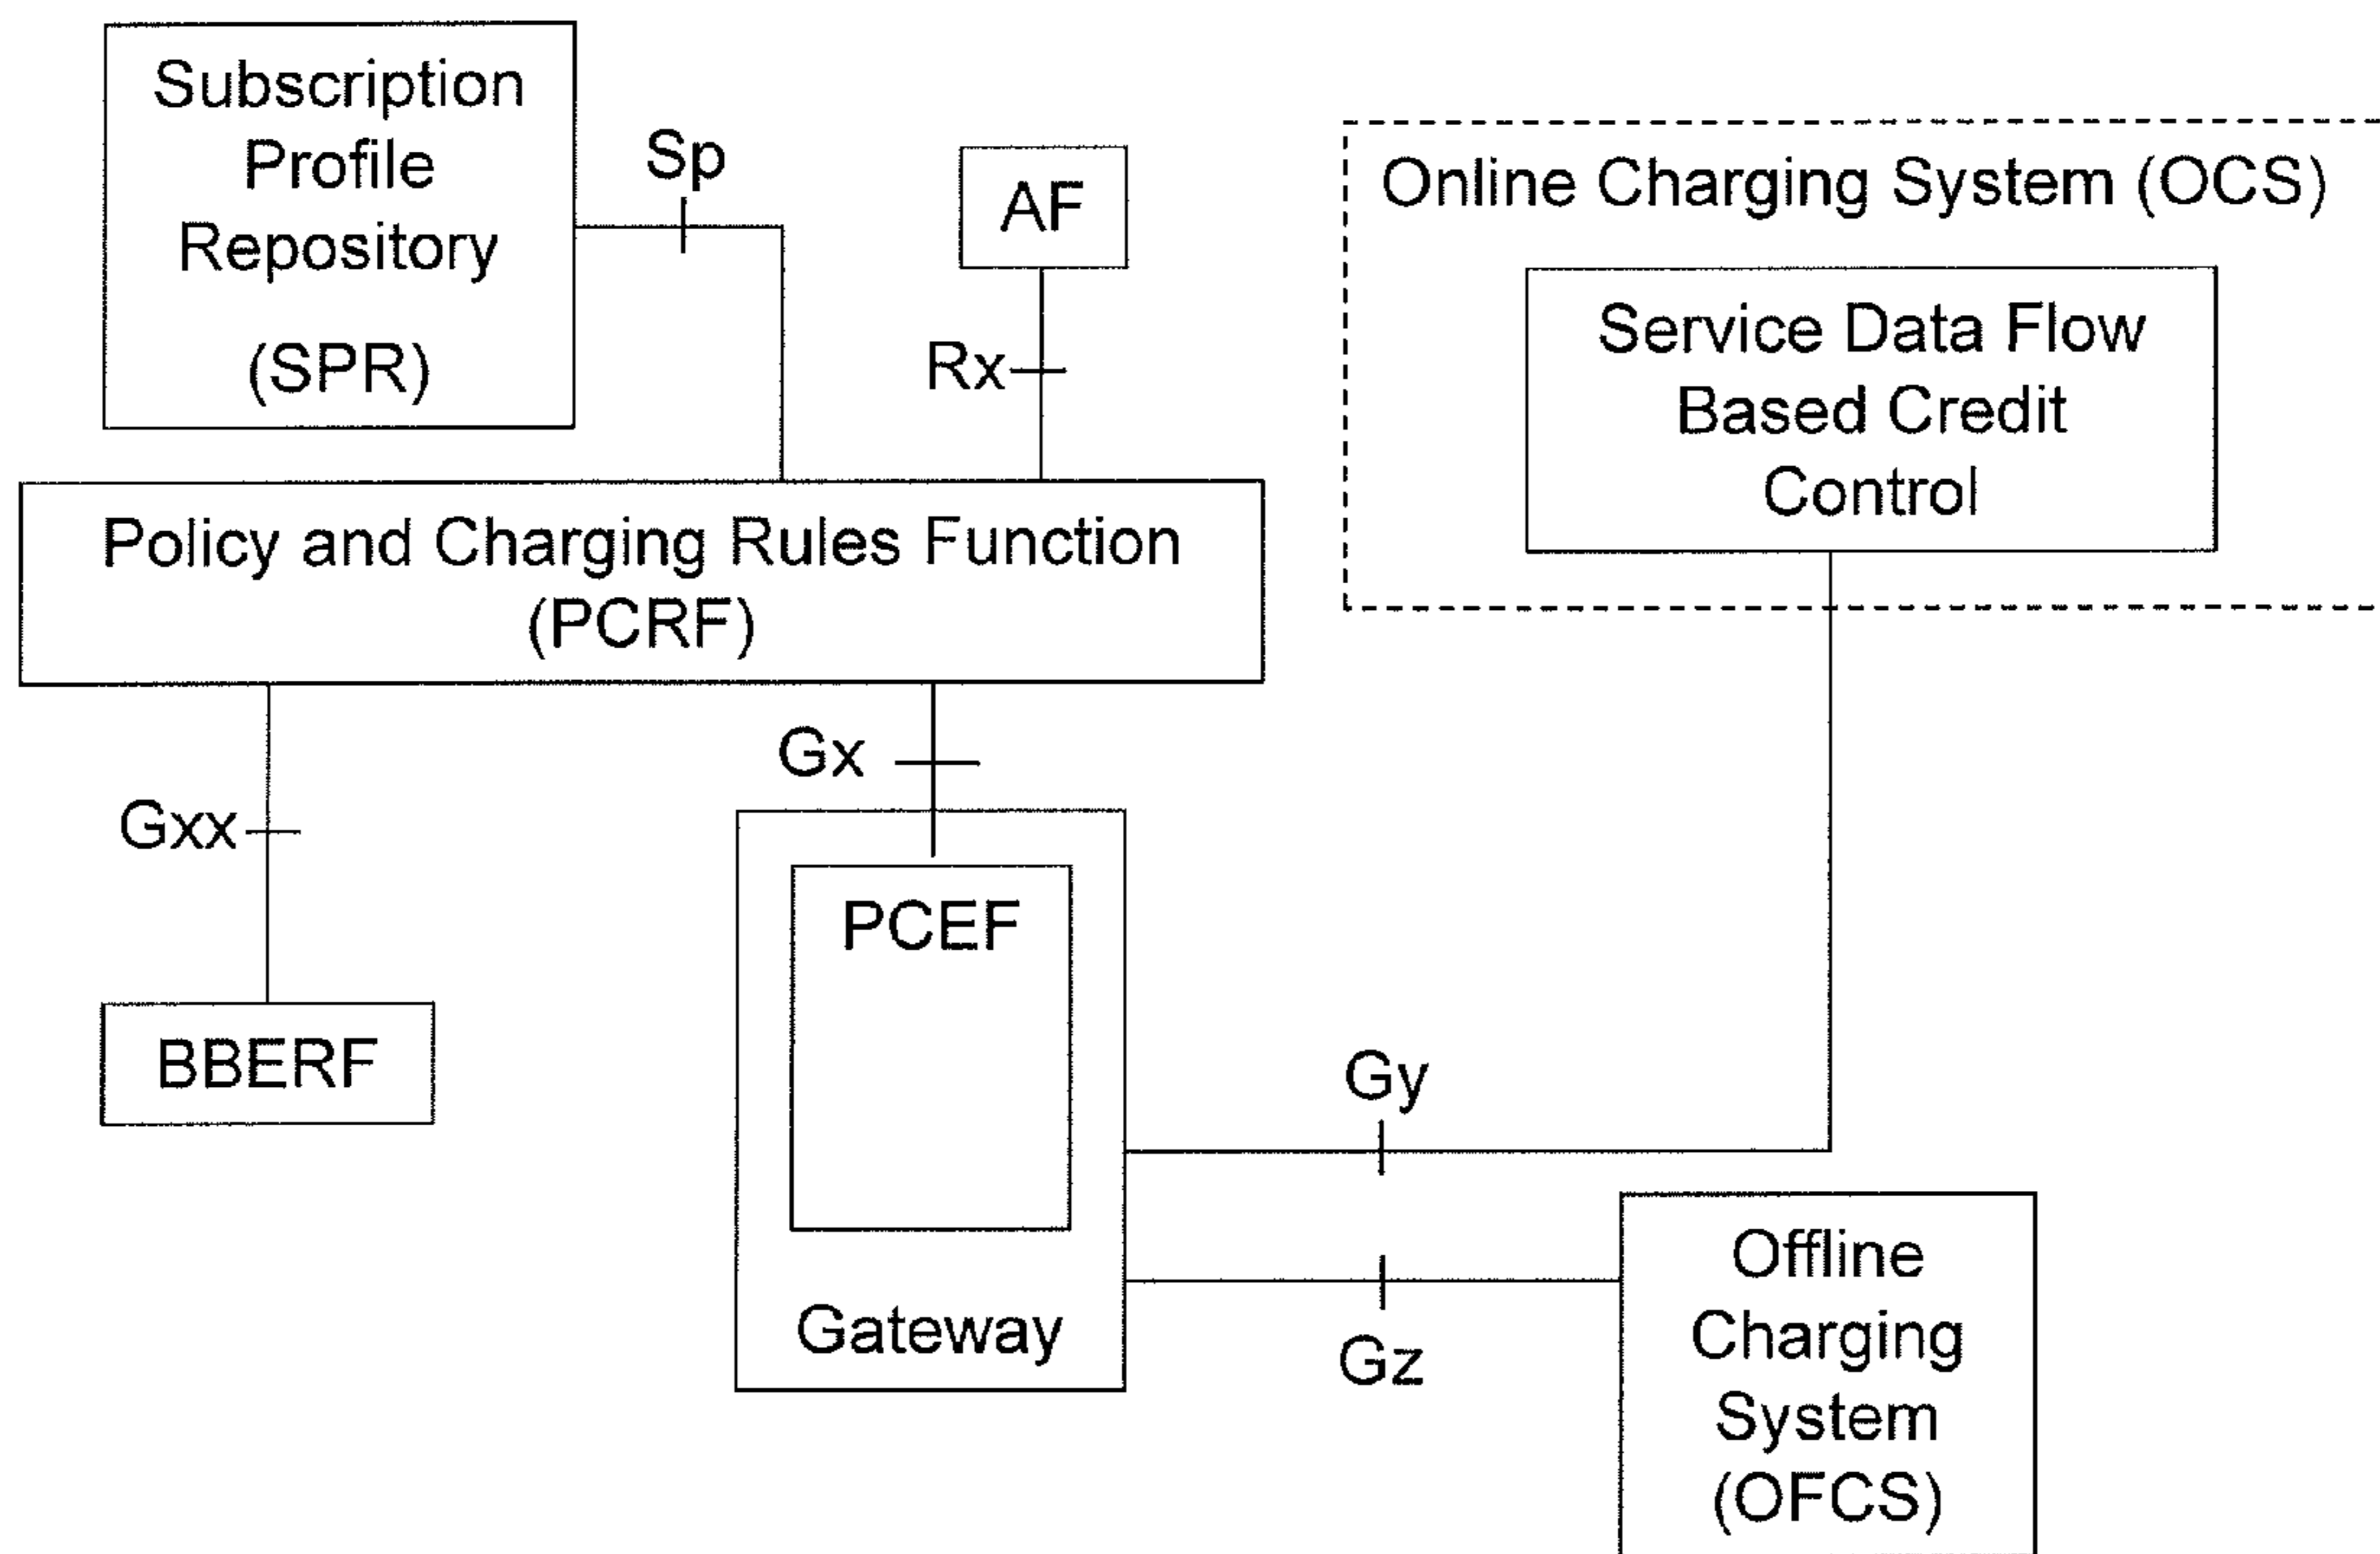 Subscription
Profile
Repository
(SPR)
Sp
AF
Rx
Online Charging System (OCS)
Service Data Flow
Based Credit
Control
Policy and Charging Rules Function
(PCRF)
Gxx
Gx
PCEF
Gateway
BBERF
Gy
Gz
Offline
Charging
System
(OFCS)